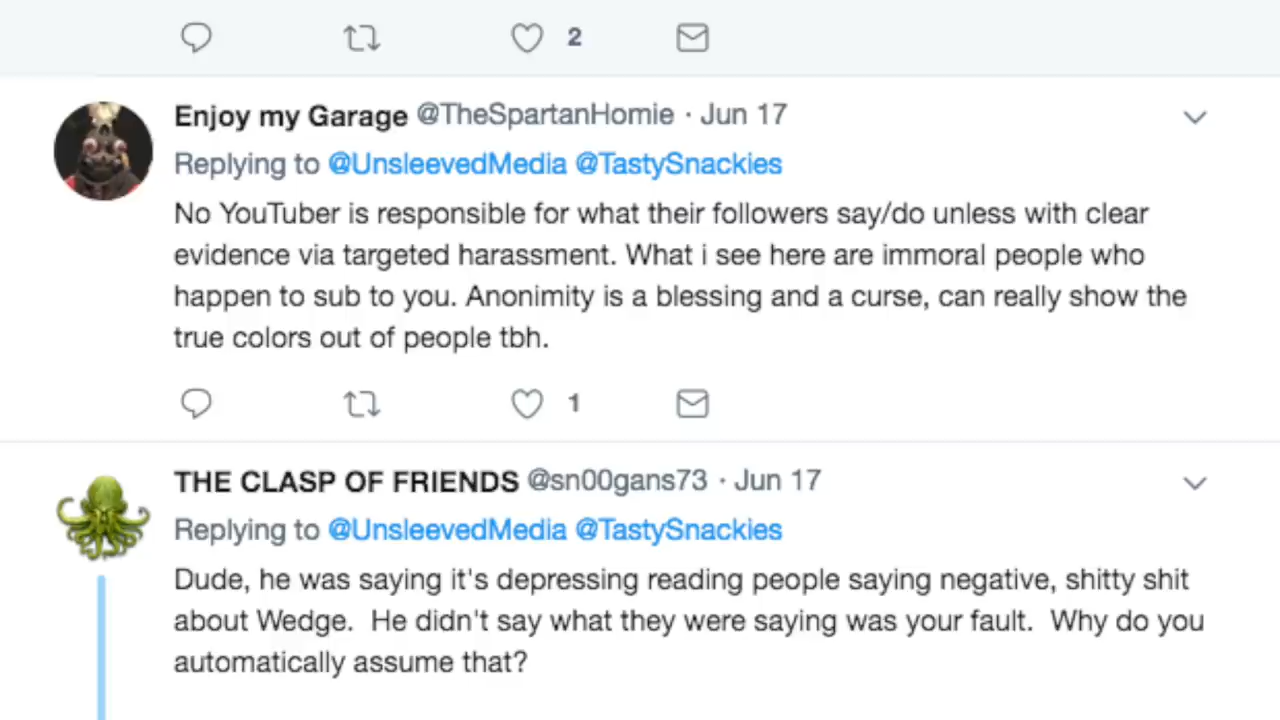 2
Enjoy my Garage @TheSpartanHomie · Jun 17
Replying to @UnsleevedMedia @TastySnackies
No YouTuber is responsible for what their followers say/do unless with clear
evidence via targeted harassment. What i see here are immoral people who
happen to sub to you. Anonimity is a blessing and a curse, can really show the
true colors out of people tbh.
1
THE CLASP OF FRIENDS @sn00gans73 · Jun 17
Replying to @UnsleevedMedia @TastySnackies
Dude, he was saying it's depressing reading people saying negative, shitty shit
about Wedge.  He didn't say what they were saying was your fault.  Why do you
automatically assume that?